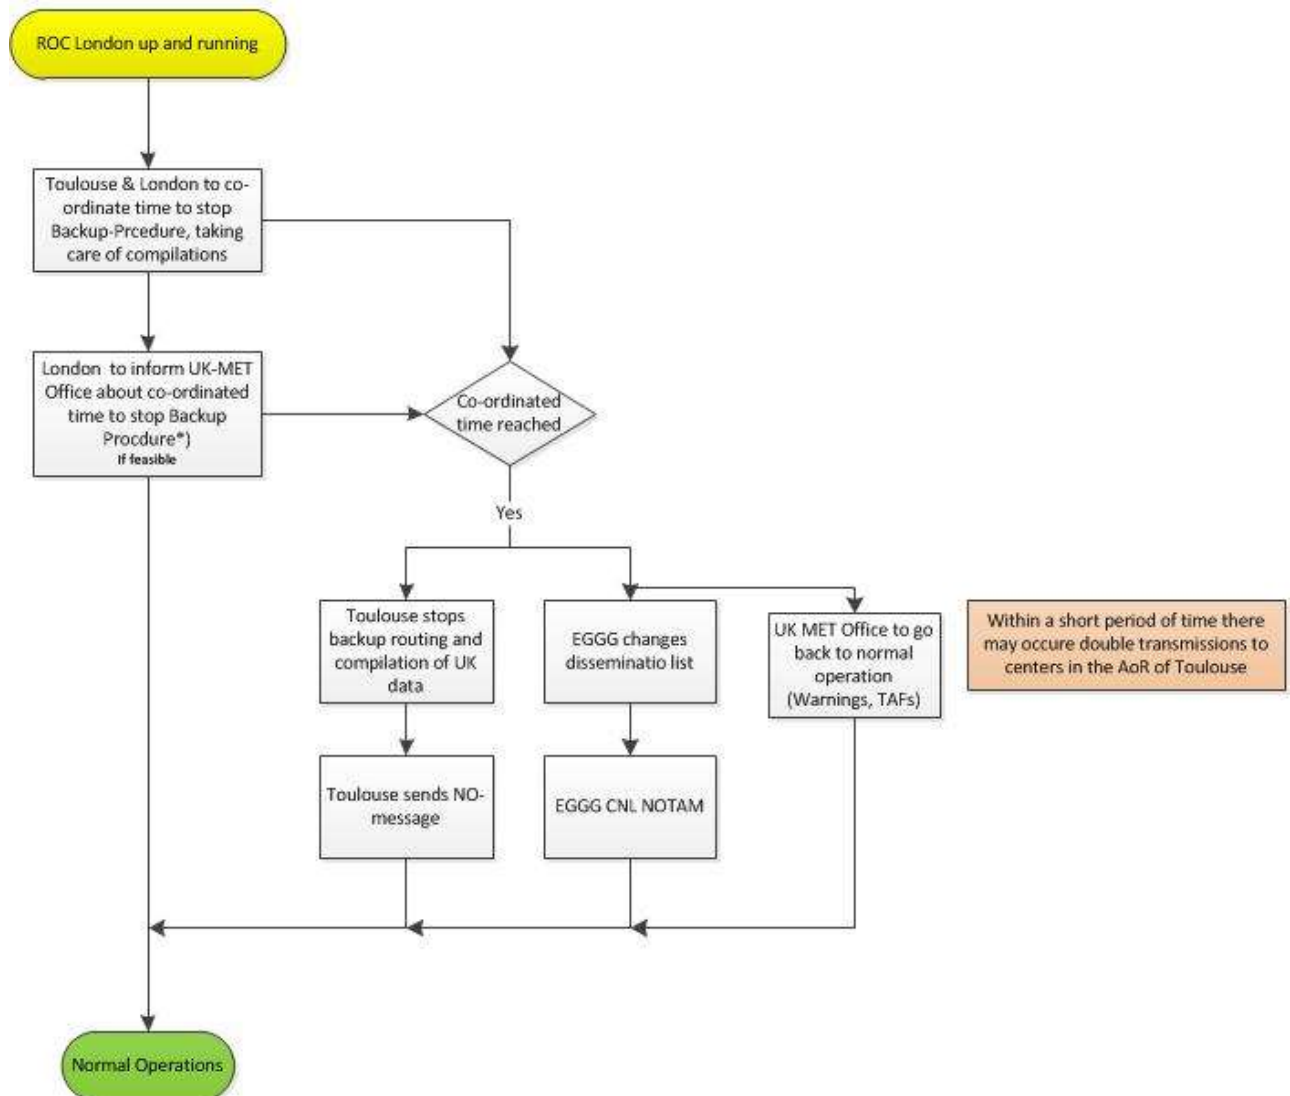 ROC London up and running
Toulouse & London to co-
ordinate time to stop
Backup-Prcedure, taking
care of compilations
London to inform UK-MET
Office about co-ordinated
time to stop Backup
Procdure*)
If feasible
Co-ordinated
time reached
Yes
Toulouse stops
backup routing and
compilation of UK
data
EGGG changes
disseminatio list
UK MET Office to go
back to normal
operation
(Warnings, TAFs)
Within a short period of time there
may occure double transmissions to
centers in the AoR of Toulouse
Toulouse sends NO-
message
EGGG CNL NOTAM
Normal Operations